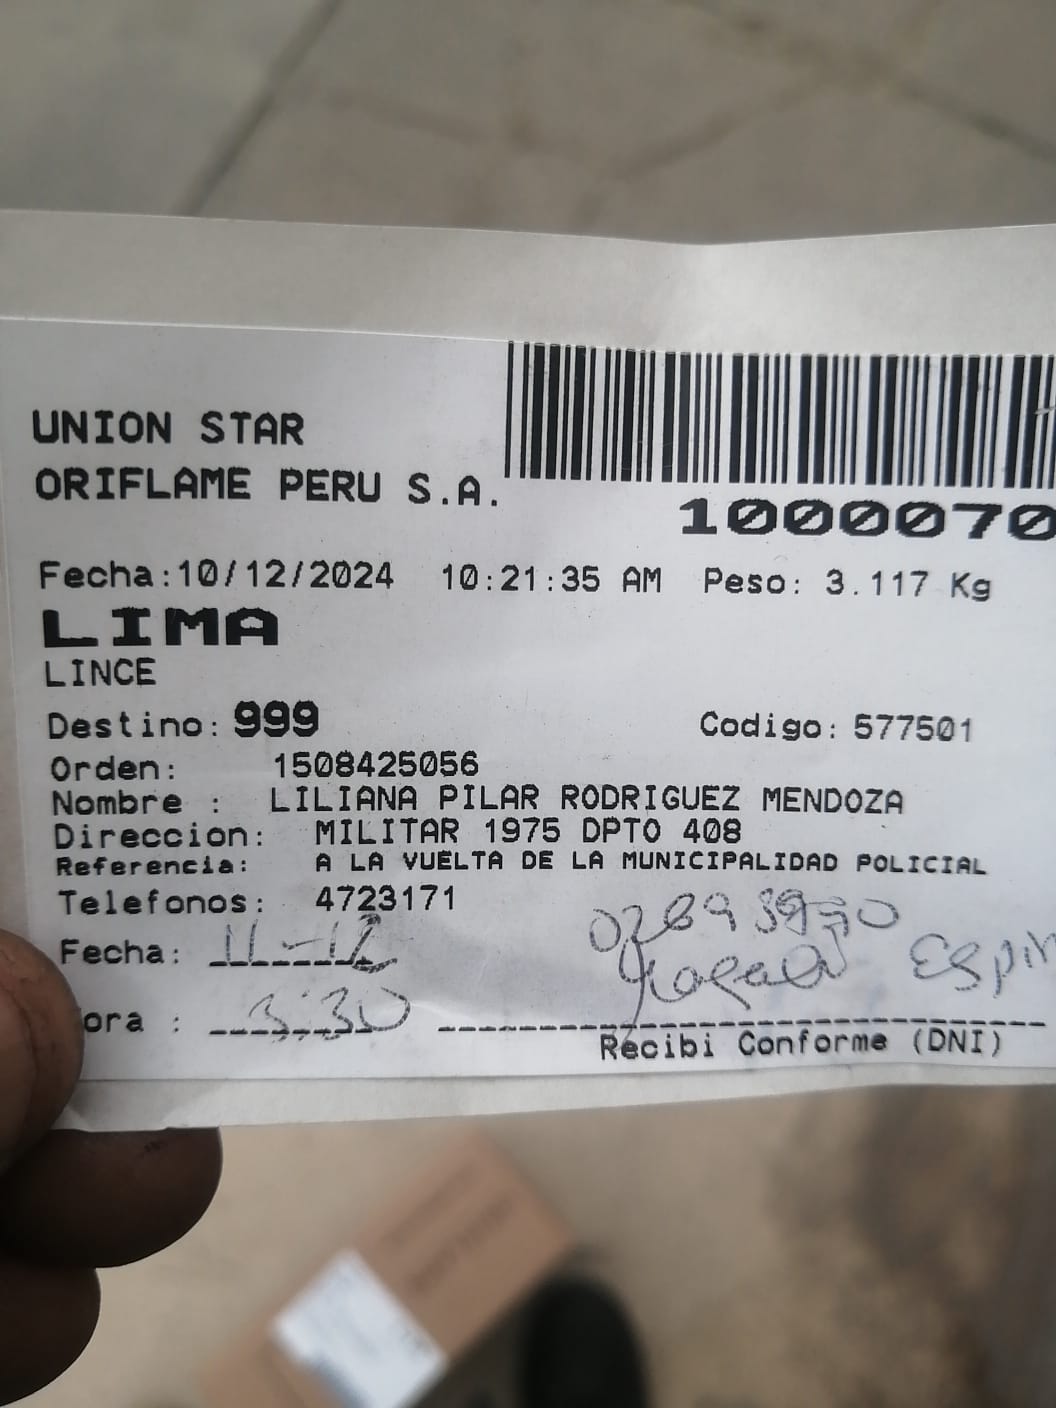 UNION STAR
ORIFLAME PERU S.A.
1000070
Fecha:10/12/2024 10:21:35 AM Peso: 3.117 Kg
LIMA
LINCE
Destino: 999 Codigo: 577501
Orden: 1508425056
Nombre : LILIANA PILAR RODRIGUEZ MENDOZA
Direccion: MILITAR 1975 DPTO 408
Referencia: A LA VUELTA DE LA MUNICIPALIDAD POLICIAL
Telefonos: 4723171
Fecha: 11-12
ora : 3:30
Recibi Conforme (DNI)